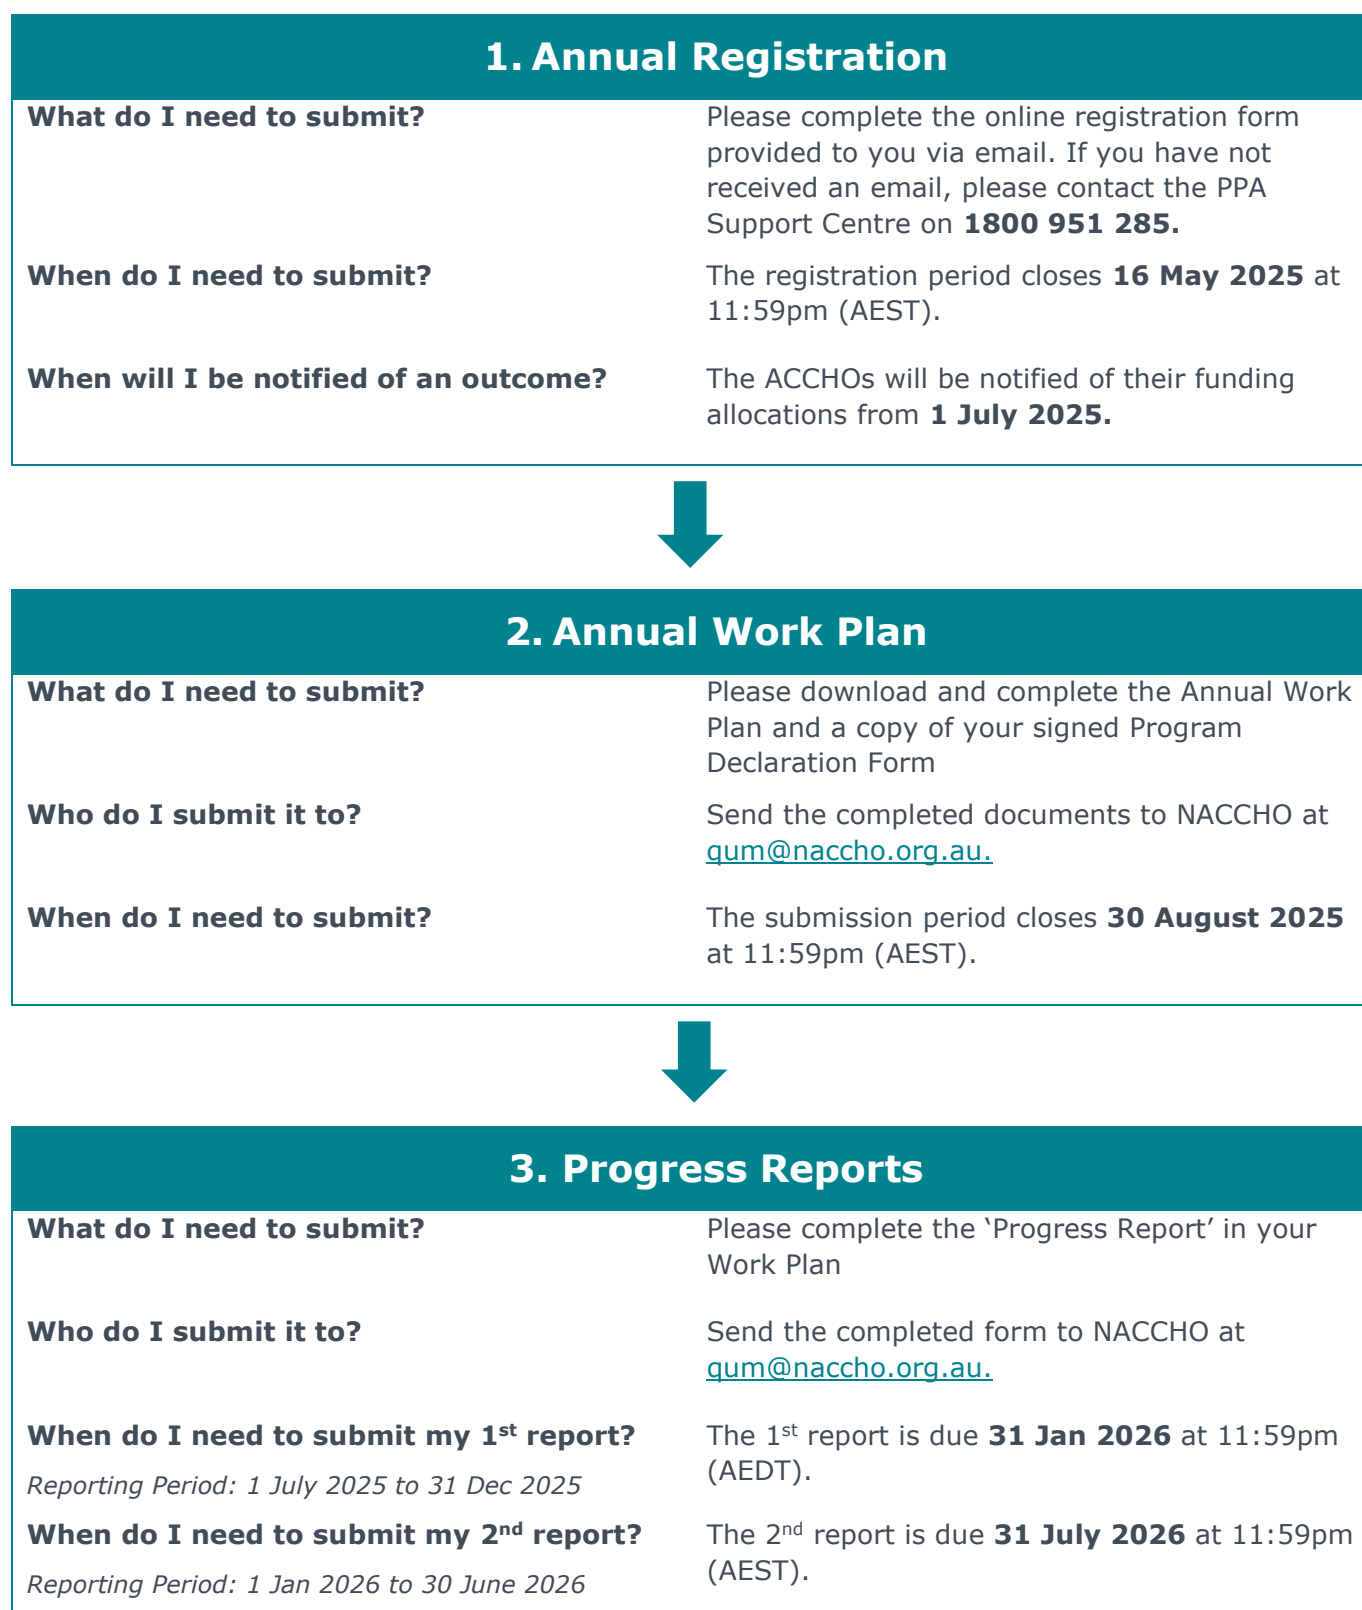 1. Annual Registration
What do I need to submit?
Please complete the online registration form
provided to you via email. If you have not
received an email, please contact the PPA
Support Centre on 1800 951 285.
When do I need to submit?
The registration period closes 16 May 2025 at
11:59pm (AEST).
When will I be notified of an outcome?
The ACCHOs will be notified of their funding
allocations from 1 July 2025.
2. Annual Work Plan
What do I need to submit?
Please download and complete the Annual Work
Plan and a copy of your signed Program
Declaration Form
Who do I submit it to?
Send the completed documents to NACCHO at
qum@naccho.org.au.
When do I need to submit?
The submission period closes 30 August 2025
at 11:59pm (AEST).
3. Progress Reports
What do I need to submit?
Please complete the ‘Progress Report’ in your
Work Plan
Who do I submit it to?
Send the completed form to NACCHO at
qum@naccho.org.au.
When do I need to submit my 1st report?
Reporting Period: 1 July 2025 to 31 Dec 2025
The 1st report is due 31 Jan 2026 at 11:59pm
(AEDT).
When do I need to submit my 2nd report?
Reporting Period: 1 Jan 2026 to 30 June 2026
The 2nd report is due 31 July 2026 at 11:59pm
(AEST).